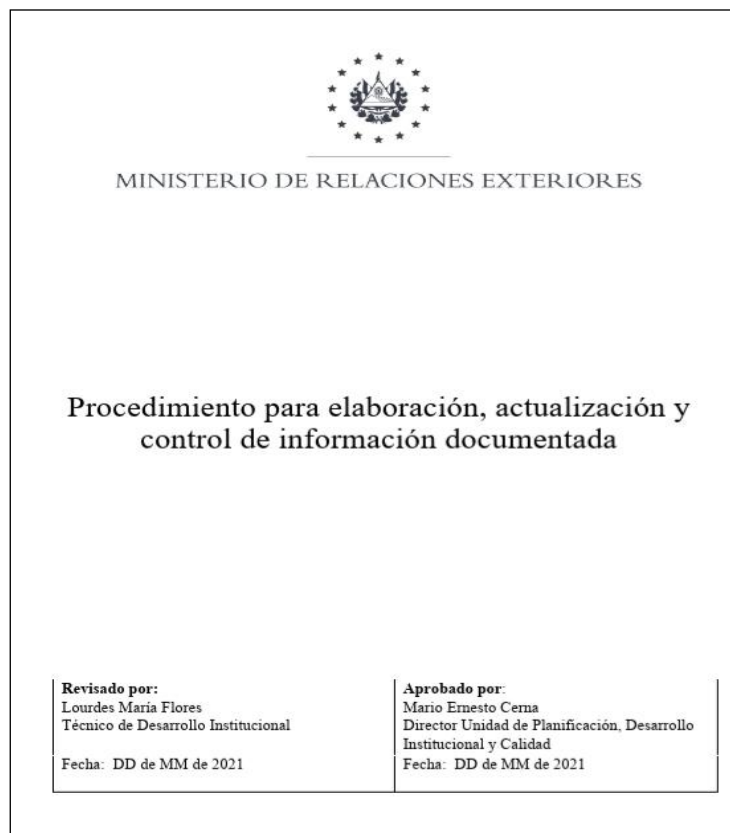 MINISTERIO DE RELACIONES EXTERIORES
Procedimiento para elaboración, actualización y
control de información documentada
Revisado por:
Lourdes María Flores
Técnico de Desarrollo Institucional
Fecha: DD de MM de 2021
Aprobado por:
Mario Ernesto Cerna
Director Unidad de Planificación, Desarrollo
Institucional y Calidad
Fecha: DD de MM de 2021